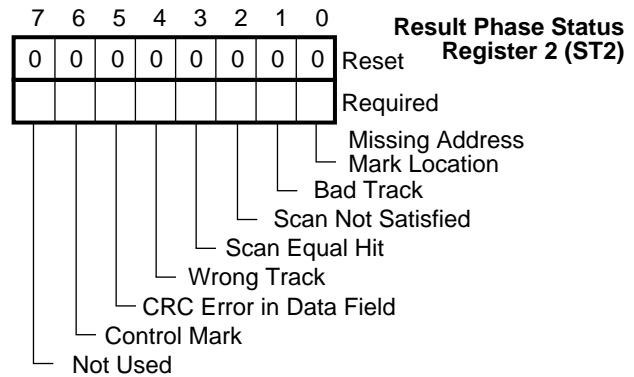 7 6 5 4 3 2 1 0
Result Phase Status
Register 2 (ST2)
0 0 0 0 0 0 0 0 Reset
Required
Missing Address
Mark Location
Bad Track
Scan Not Satisfied
Scan Equal Hit
Wrong Track
CRC Error in Data Field
Control Mark
Not Used